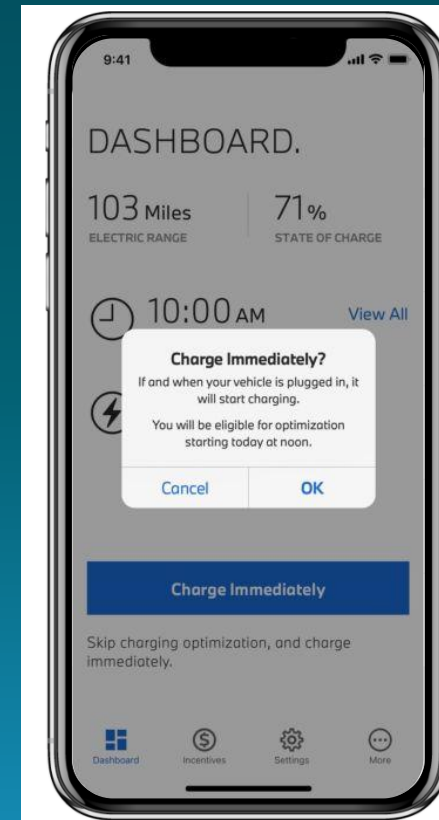 9:41
DASHBOARD.
103 Miles
71%
ELECTRIC RANGE
STATE OF CHARGE
10:00 AM
View All
Charge Immediately?
If and when your vehicle is plugged in, it
will start charging.
You will be eligible for optimization
starting today at noon.
Cancel
OK
Charge Immediately
Skip charging optimization, and charge
immediately.
Dashboard
Incentives
Settings
More